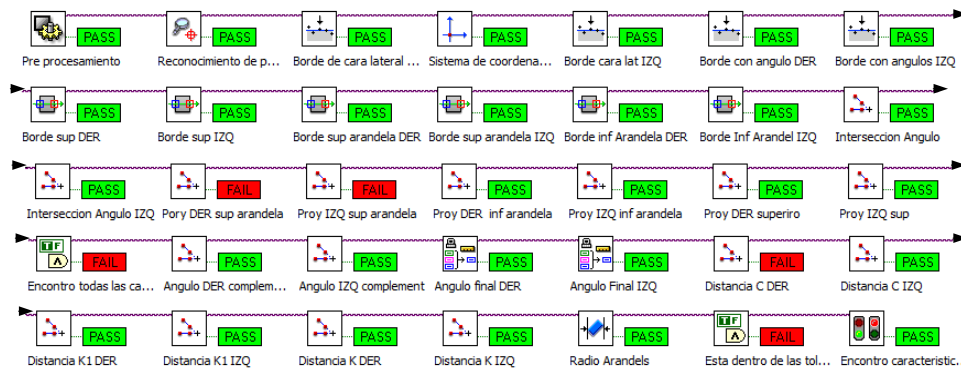 PASS PASS PASS PASS PASS PASS PASS
Pre procesamiento Reconocimiento de p... Borde de cara lateral ... Sistema de coordena... Borde cara lat IZQ Borde con angulo DER Borde con angulos IZQ
PASS PASS PASS PASS PASS PASS PASS
Borde sup DER Borde sup IZQ Borde sup arandela DER Borde sup arandela IZQ Borde inf Arandela DER Borde Inf Arandel IZQ Interseccion Angulo
PASS FAIL FAIL PASS PASS PASS PASS
Interseccion Angulo IZQ Pory DER sup arandela Proy IZQ sup arandela Proy DER inf arandela Proy IZQ inf arandela Proy DER superiro Proy IZQ sup
T F Λ FAIL PASS PASS PASS PASS FAIL PASS
Encontro todas las ca... Angulo DER complem... Angulo IZQ complement Angulo final DER Angulo Final IZQ Distancia C DER Distancia C IZQ
PASS PASS PASS PASS PASS T F Λ FAIL PASS
Distancia K1 DER Distancia K1 IZQ Distancia K DER Distancia K IZQ Radio Arandels Esta dentro de las tol... Encontro caracteristic.